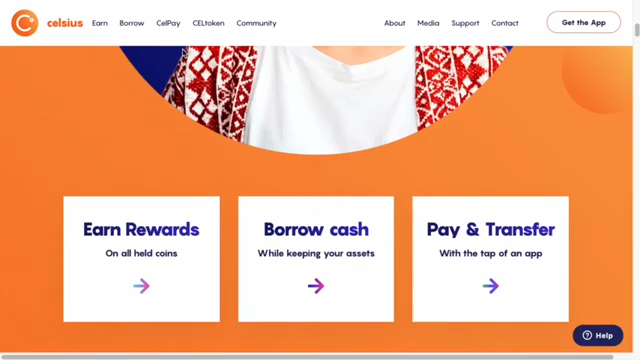 celsius Earn Borrow CelPay CELtoken Community About Media Support Contact Get the App
Earn Rewards
On all held coins
Borrow cash
While keeping your assets
Pay & Transfer
With the tap of an app
Help